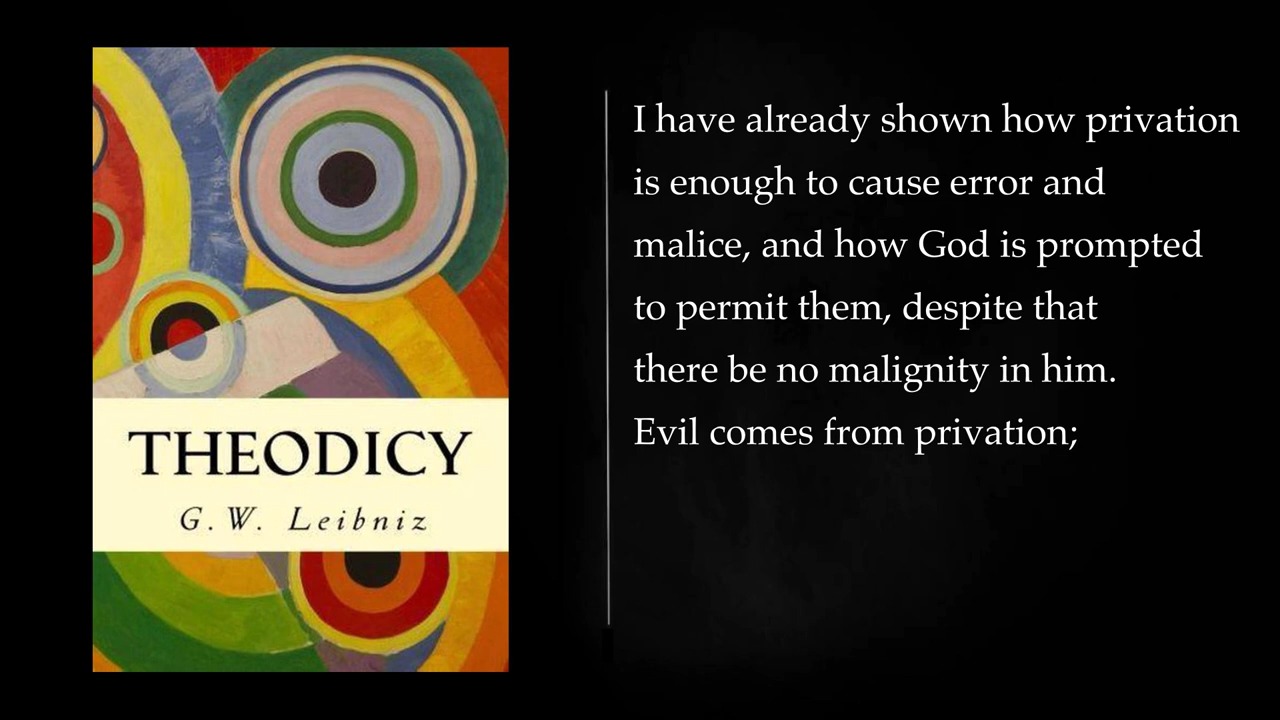 THEODICY
G. W. Leibniz
I have already shown how privation
is enough to cause error and
malice, and how God is prompted
to permit them, despite that
there be no malignity in him.
Evil comes from privation;